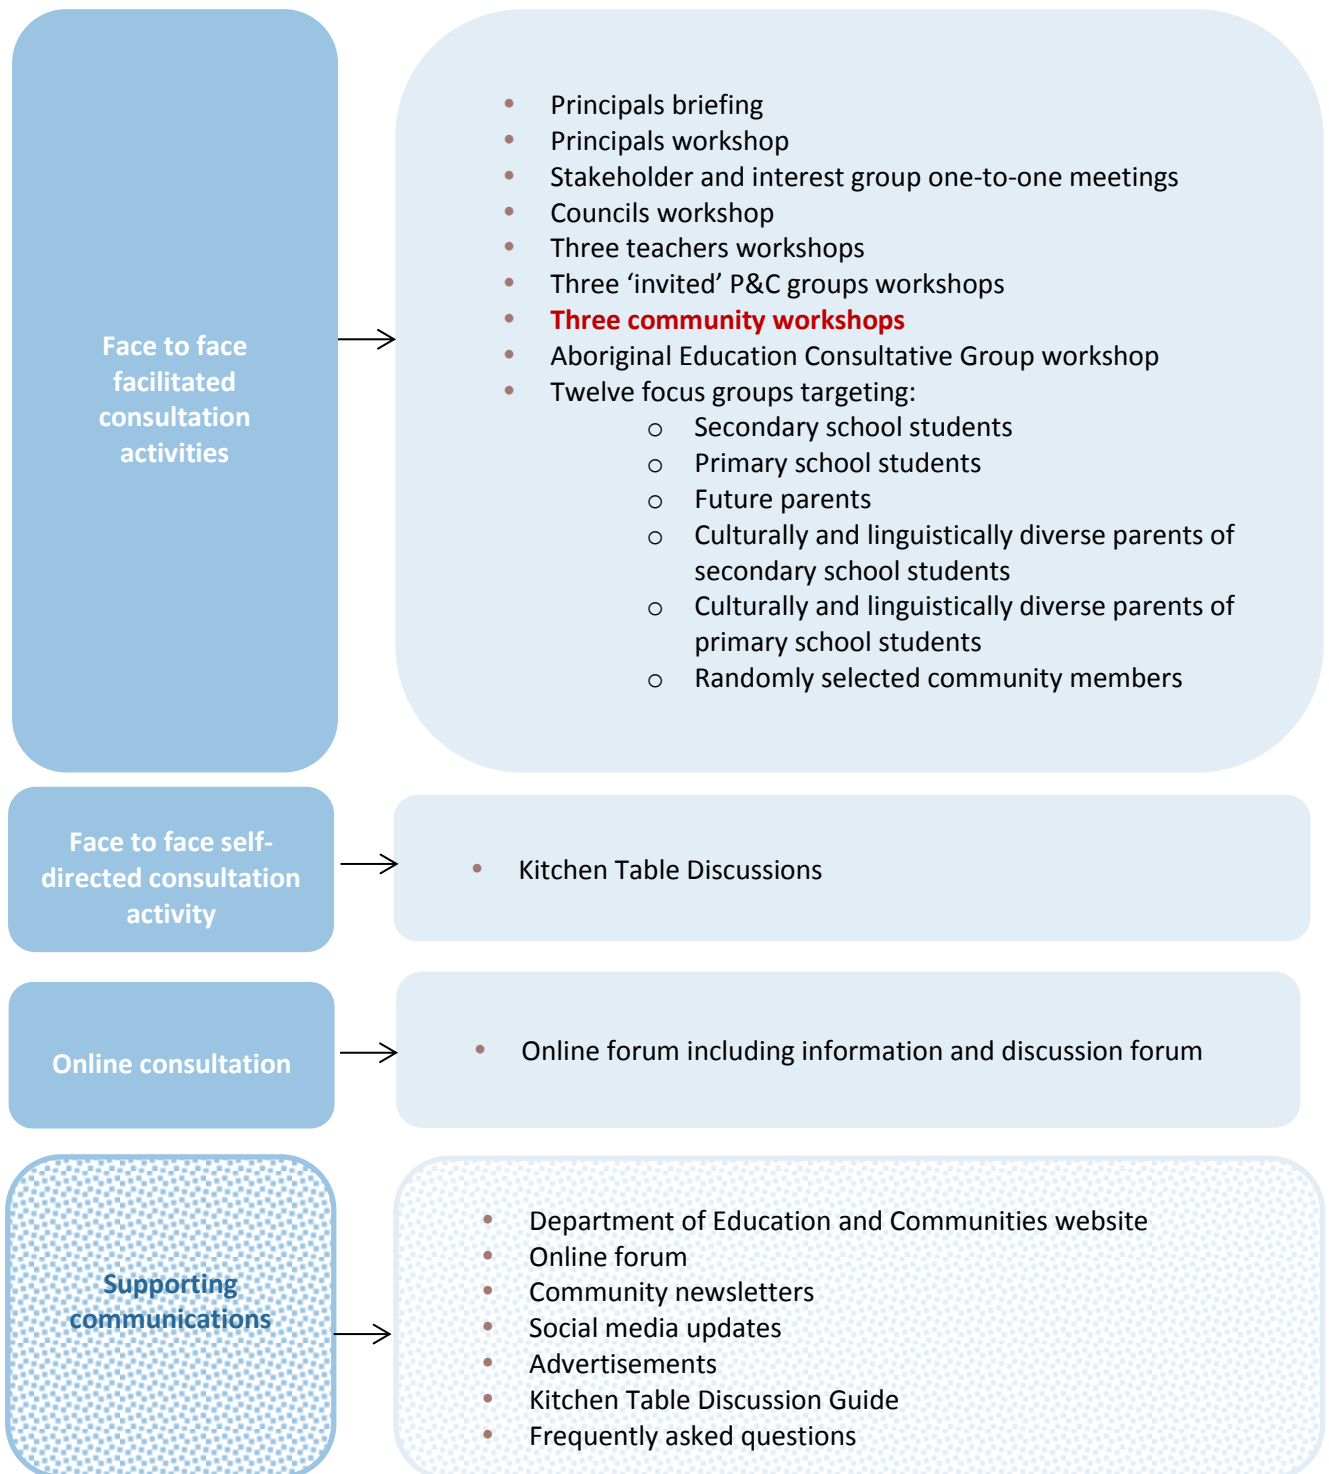 Face to face
facilitated
consultation
activities
• Principals briefing
• Principals workshop
• Stakeholder and interest group one-to-one meetings
• Councils workshop
• Three teachers workshops
• Three ‘invited’ P&C groups workshops
• Three community workshops
• Aboriginal Education Consultative Group workshop
• Twelve focus groups targeting:
o Secondary school students
o Primary school students
o Future parents
o Culturally and linguistically diverse parents of
secondary school students
o Culturally and linguistically diverse parents of
primary school students
o Randomly selected community members
Face to face self-
directed consultation
activity
• Kitchen Table Discussions
Online consultation
• Online forum including information and discussion forum
Supporting
communications
• Department of Education and Communities website
• Online forum
• Community newsletters
• Social media updates
• Advertisements
• Kitchen Table Discussion Guide
• Frequently asked questions